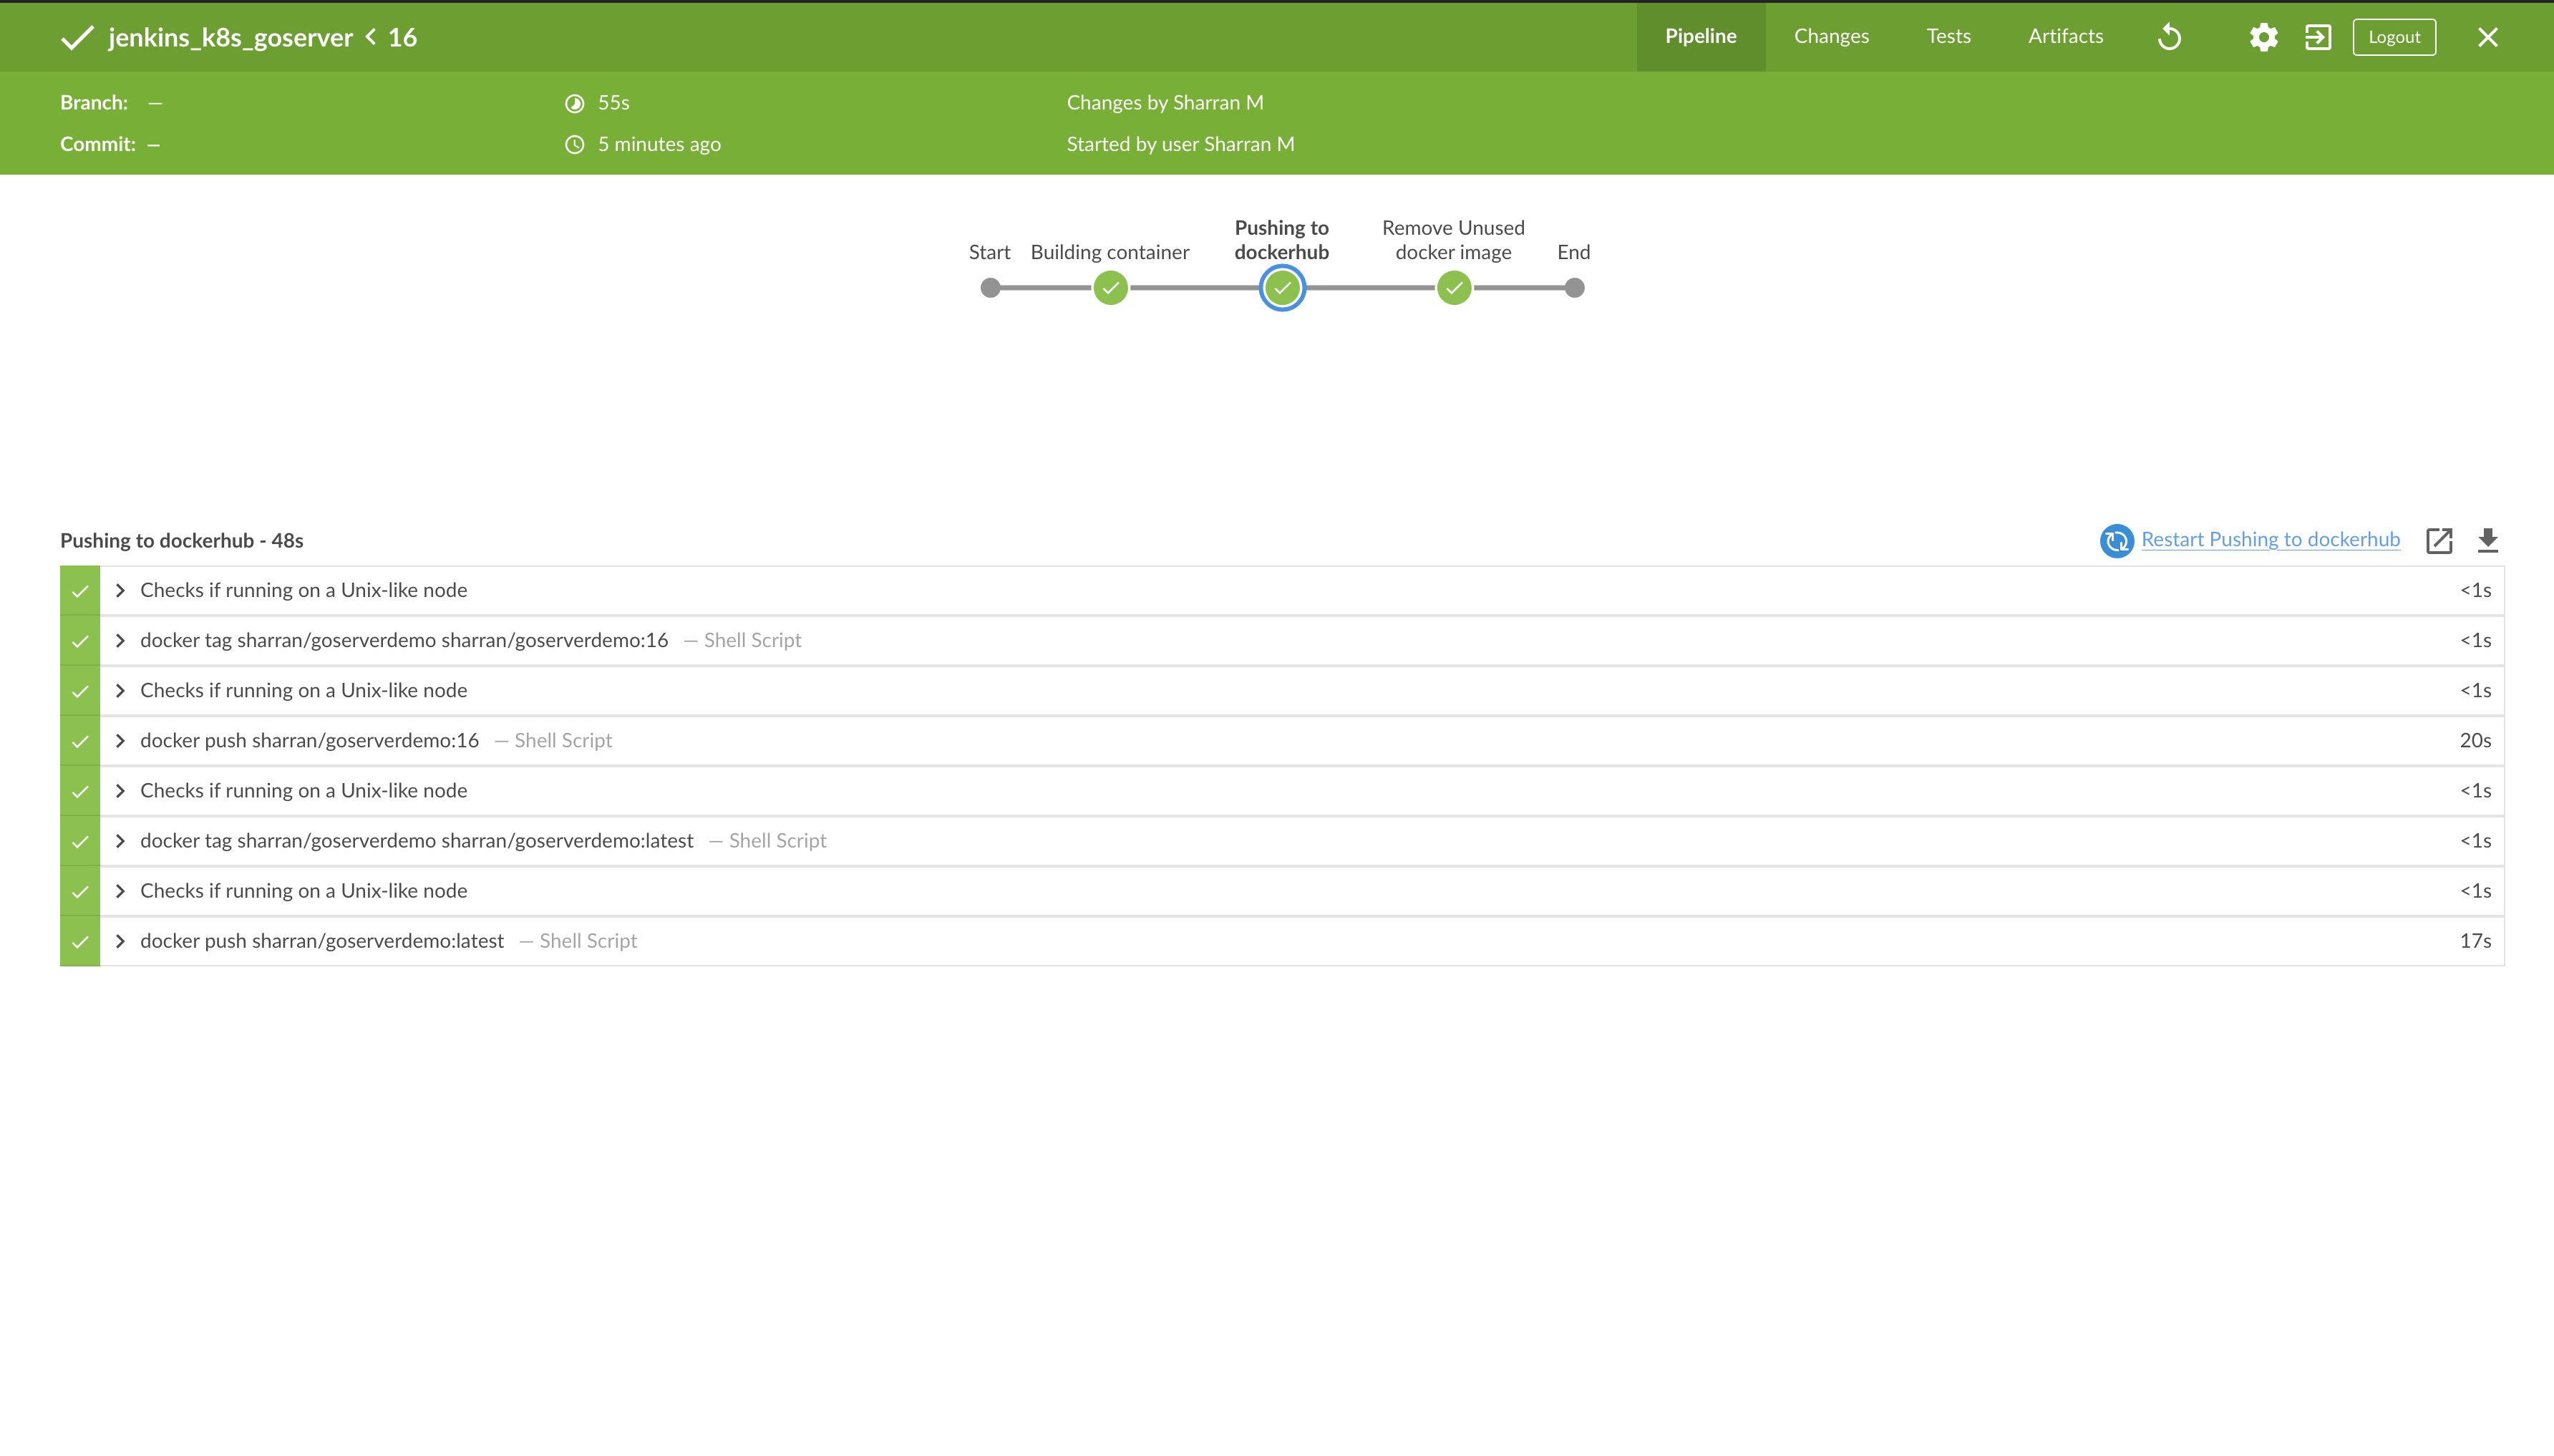 jenkins_k8s_goserver < 16
Pipeline
Changes
Tests
Artifacts
Logout
Branch: —
55s
Changes by Sharran M
Commit: —
5 minutes ago
Started by user Sharran M
Start
Building container
Pushing to
dockerhub
Remove Unused
docker image
End
Pushing to dockerhub - 48s
Restart Pushing to dockerhub
Checks if running on a Unix-like node <1s
docker tag sharran/goserverdemo sharran/goserverdemo:16 — Shell Script <1s
Checks if running on a Unix-like node <1s
docker push sharran/goserverdemo:16 — Shell Script 20s
Checks if running on a Unix-like node <1s
docker tag sharran/goserverdemo sharran/goserverdemo:latest — Shell Script <1s
Checks if running on a Unix-like node <1s
docker push sharran/goserverdemo:latest — Shell Script 17s